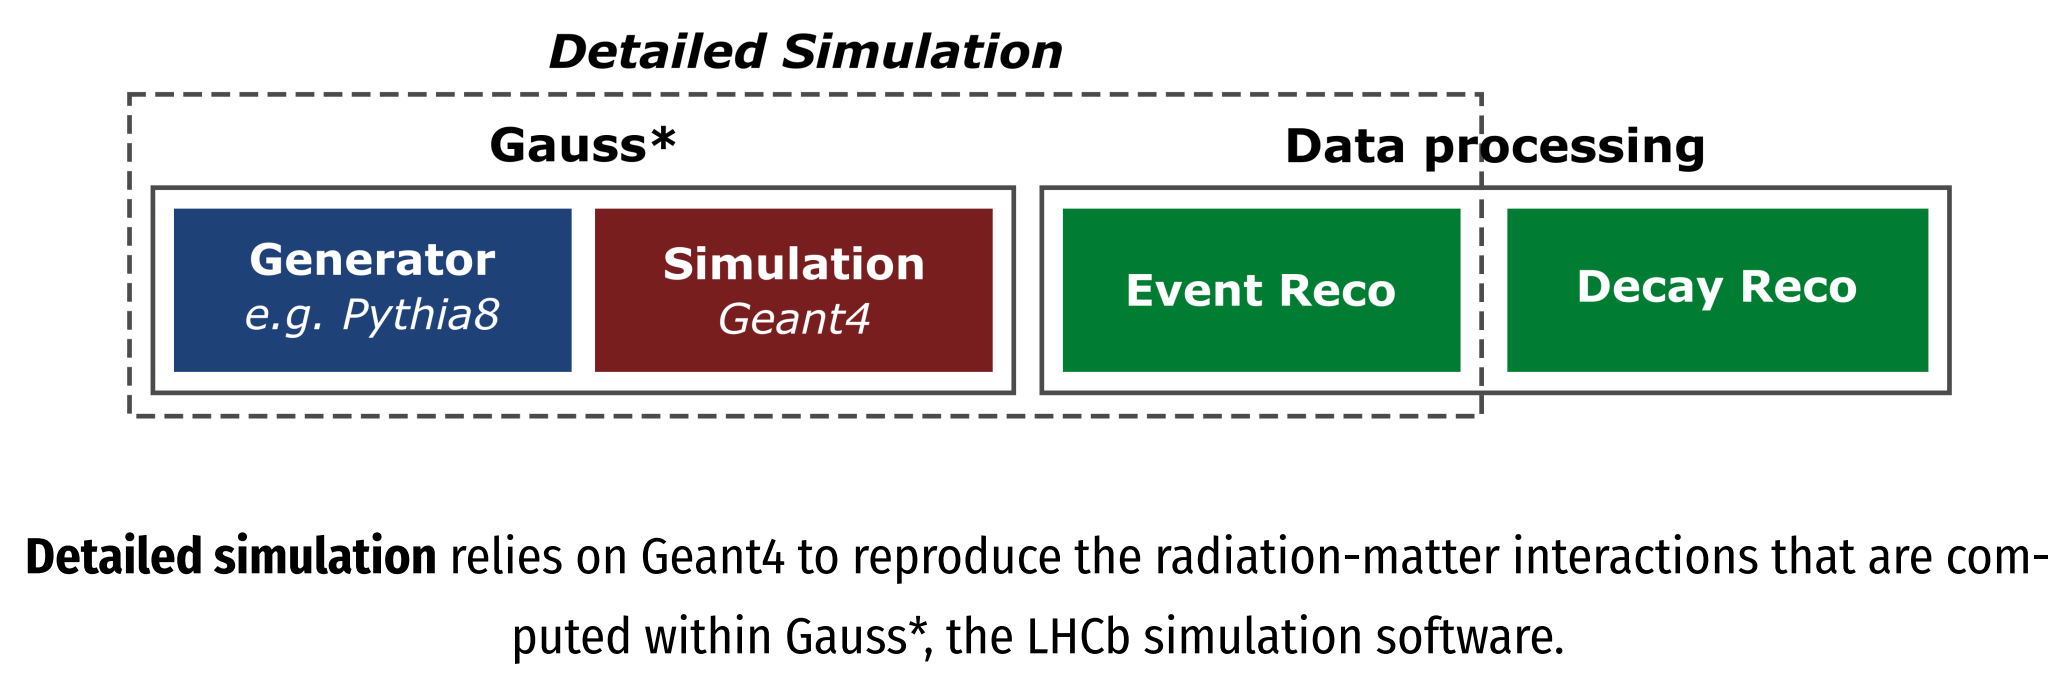 Detailed Simulation
Gauss*
Data processing
Generator
e.g. Pythia8
Simulation
Geant4
Event Reco
Decay Reco
Detailed simulation relies on Geant4 to reproduce the radiation-matter interactions that are com-
puted within Gauss*, the LHCb simulation software.